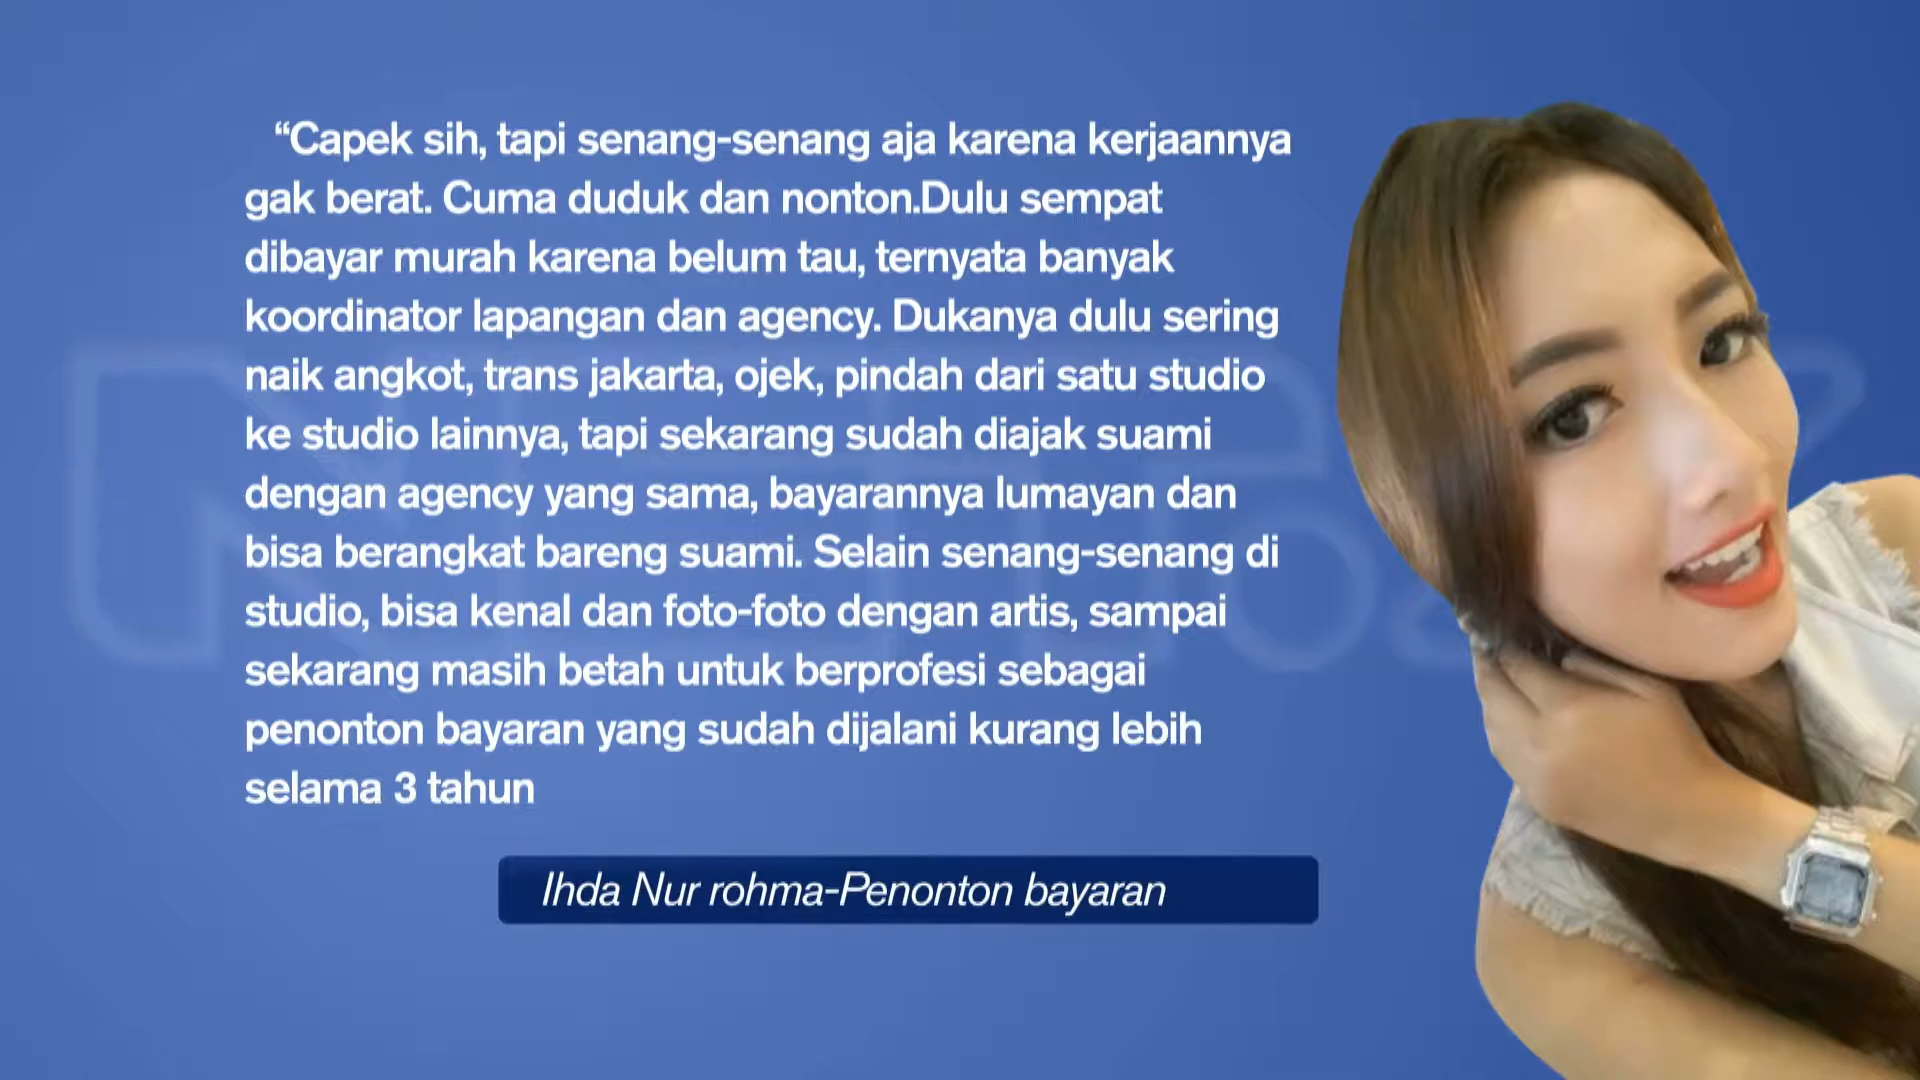 “Capek sih, tapi senang-senang aja karena kerjaannya
gak berat. Cuma duduk dan nonton.Dulu sempat
dibayar murah karena belum tau, ternyata banyak
koordinator lapangan dan agency. Dukanya dulu sering
naik angkot, trans jakarta, ojek, pindah dari satu studio
ke studio lainnya, tapi sekarang sudah diajak suami
dengan agency yang sama, bayarannya lumayan dan
bisa berangkat bareng suami. Selain senang-senang di
studio, bisa kenal dan foto-foto dengan artis, sampai
sekarang masih betah untuk berprofesi sebagai
penonton bayaran yang sudah dijalani kurang lebih
selama 3 tahun
Ihda Nur rohma-Penonton bayaran